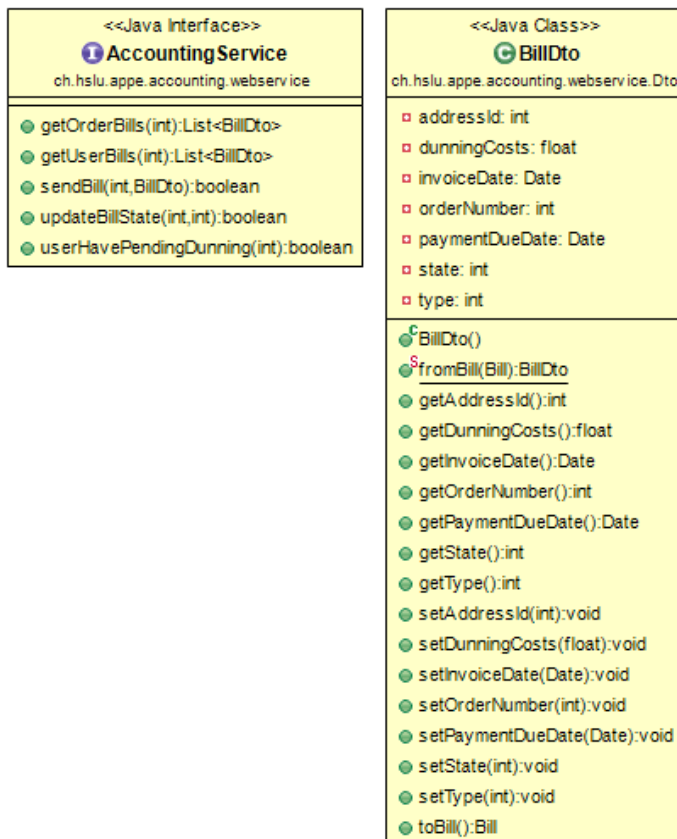 <<Java Interface>>
I AccountingService
ch.hslu.appe.accounting.webservice
getOrderBills(int):List<BillDto>
getUserBills(int):List<BillDto>
sendBill(int,BillDto):boolean
updateBillState(int,int):boolean
userHavePendingDunning(int):boolean
<<Java Class>>
C BillDto
ch.hslu.appe.accounting.webservice.Dto
addressId: int
dunningCosts: float
invoiceDate: Date
orderNumber: int
paymentDueDate: Date
state: int
type: int
C BillDto()
S fromBill(Bill):BillDto
getAddressId():int
getDunningCosts():float
getInvoiceDate():Date
getOrderNumber():int
getPaymentDueDate():Date
getState():int
getType():int
setAddressId(int):void
setDunningCosts(float):void
setInvoiceDate(Date):void
setOrderNumber(int):void
setPaymentDueDate(Date):void
setState(int):void
setType(int):void
toBill():Bill